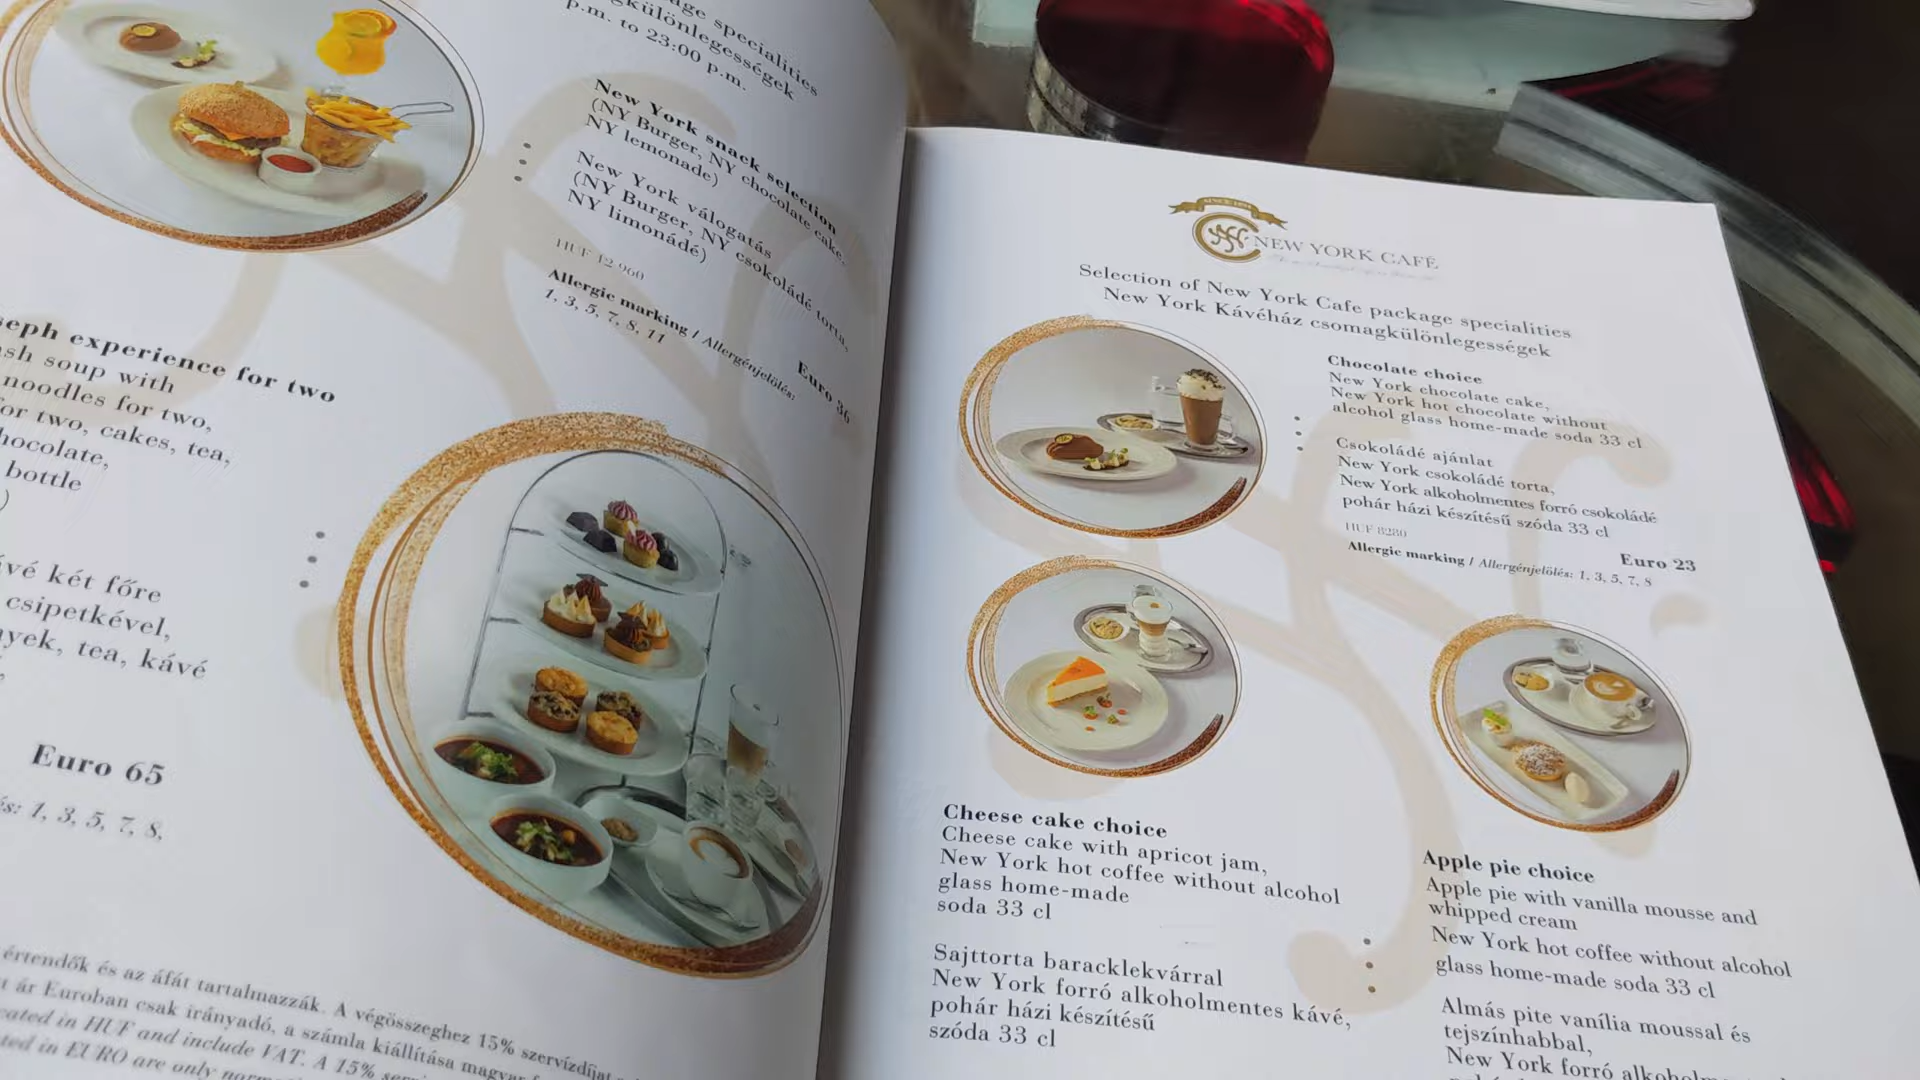 specialities
különlegességek
p.m. to 23:00 p.m.
New York snack selection
(NY Burger, NY chocolate cake,
NY lemonade)
New York válogatás
(NY Burger, NY csokoládé torta,
NY limonádé)
HUF 12 960
Euro 36
Allergic marking / Allergénjelölés:
1, 3, 5, 7, 8, 11
experience for two
soup with
noodles for two,
for two, cakes, tea,
bottle
két főre
csipetkével,
tea, kávé
Euro 65
1, 3, 5, 7, 8,
értendők és az áfát tartalmazzák. A végösszeghez 15% szervízdíjat
ár Euroban csak irányadó, a számla kiállítása magyar
in HUF and include VAT. A 15%
in EURO are only
SINCE 1894
NEW YORK CAFÉ
Selection of New York Cafe package specialities
New York Kávéház csomagkülönlegességek
Chocolate choice
New York chocolate cake,
New York hot chocolate without
alcohol glass home-made soda 33 cl
Csokoládé ajánlat
New York csokoládé torta,
New York alkoholmentes forró csokoládé
pohár házi készítésű szóda 33 cl
HUF 8280
Euro 23
Allergic marking / Allergénjelölés: 1, 3, 5, 7, 8
Cheese cake choice
Cheese cake with apricot jam,
New York hot coffee without alcohol
glass home-made
soda 33 cl
Sajttorta baracklekvárral
New York forró alkoholmentes kávé,
pohár házi készítésű
szóda 33 cl
Apple pie choice
Apple pie with vanilla mousse and
whipped cream
New York hot coffee without alcohol
glass home-made soda 33 cl
Almás pite vanília moussal és
tejszínhabbal,
New York forró